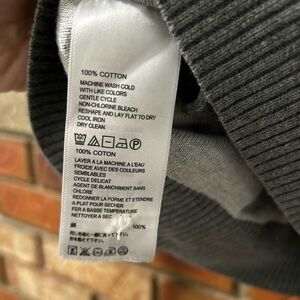 100% COTTON
MACHINE WASH COLD
WITH LIKE COLORS
GENTLE CYCLE
NON-CHLORINE BLEACH
RESHAPE AND LAY FLAT TO DRY
COOL IRON
DRY CLEAN
100% COTON
LAVER A LA MACHINE A L'EAU
FROIDE AVEC DES COULEURS
SEMBLABLES
CYCLE DELICAT
AGENT DE BLANCHIMENT SANS
CHLORE
REDONNER LA FORME ET ETENDRE
A PLAT POUR SECHER
FER A BASSE TEMPERATURE
NETTOYER A SEC
綿 100%